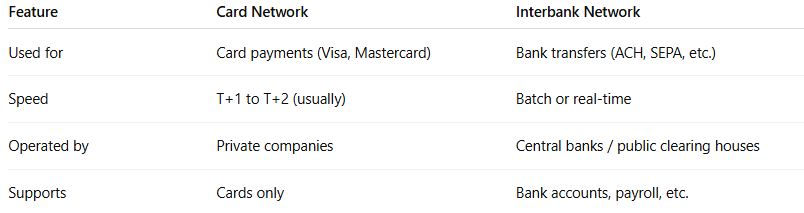 Feature Card Network Interbank Network
Used for Card payments (Visa, Mastercard) Bank transfers (ACH, SEPA, etc.)
Speed T+1 to T+2 (usually) Batch or real-time
Operated by Private companies Central banks / public clearing houses
Supports Cards only Bank accounts, payroll, etc.